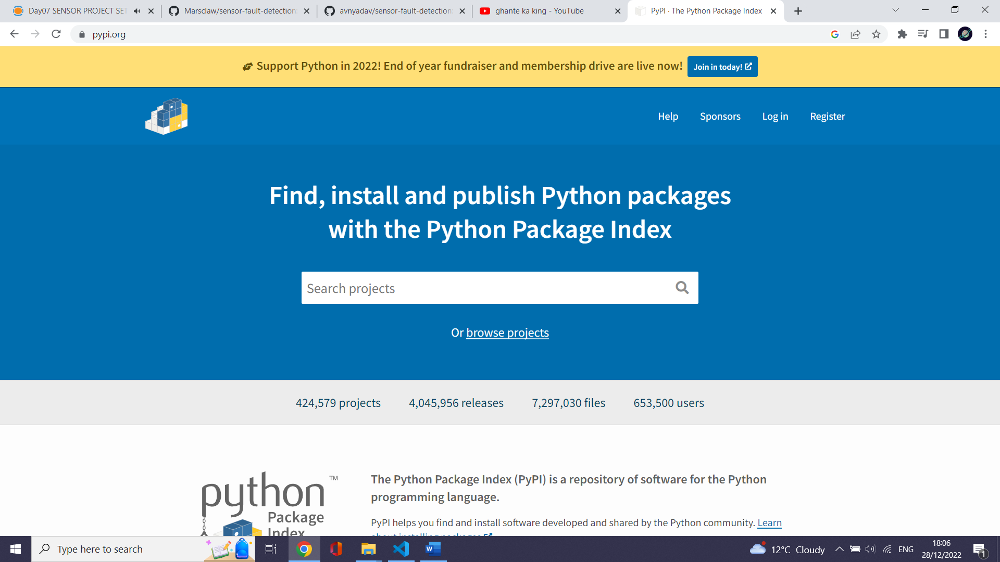 Day07 SENSOR PROJECT SET
Marsclaw/sensor-fault-detection:
avnyadav/sensor-fault-detection:
ghante ka king - YouTube
PyPI · The Python Package Index
pypi.org
Support Python in 2022! End of year fundraiser and membership drive are live now!
Join in today!
Help
Sponsors
Log in
Register
Find, install and publish Python packages
with the Python Package Index
Search projects
Or browse projects
424,579 projects
4,045,956 releases
7,297,030 files
653,500 users
python TM
Package
Index
The Python Package Index (PyPI) is a repository of software for the Python
programming language.
PyPI helps you find and install software developed and shared by the Python community. Learn
about installing packages
Type here to search
12°C Cloudy
ENG
18:06
28/12/2022
1